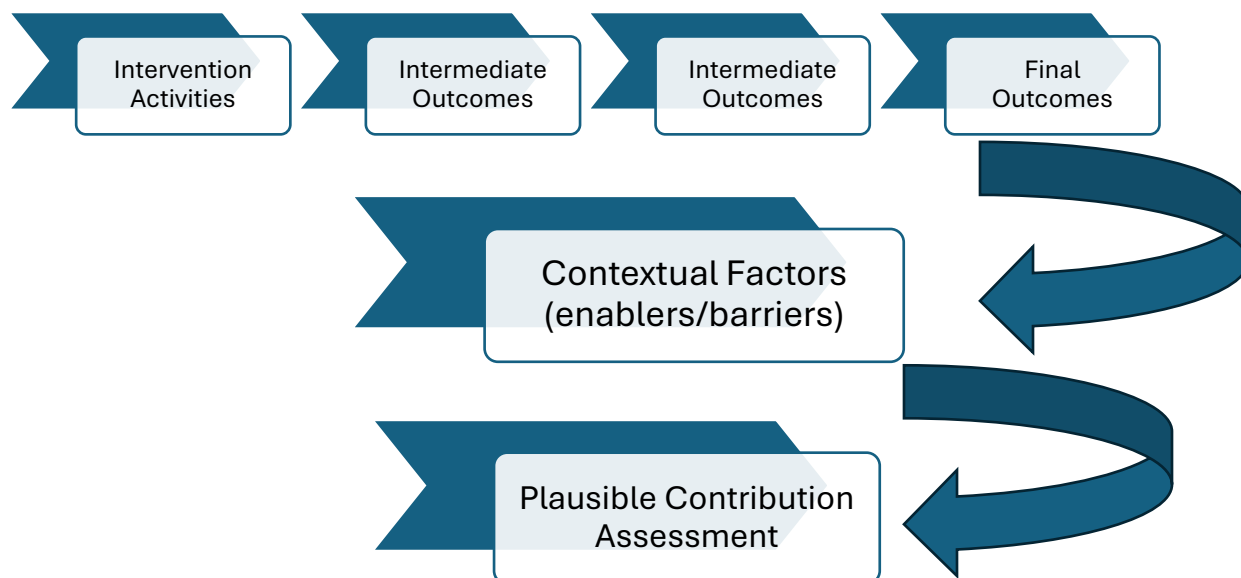 Intervention
Activities
Intermediate
Outcomes
Intermediate
Outcomes
Final
Outcomes
Contextual Factors
(enablers/barriers)
Plausible Contribution
Assessment